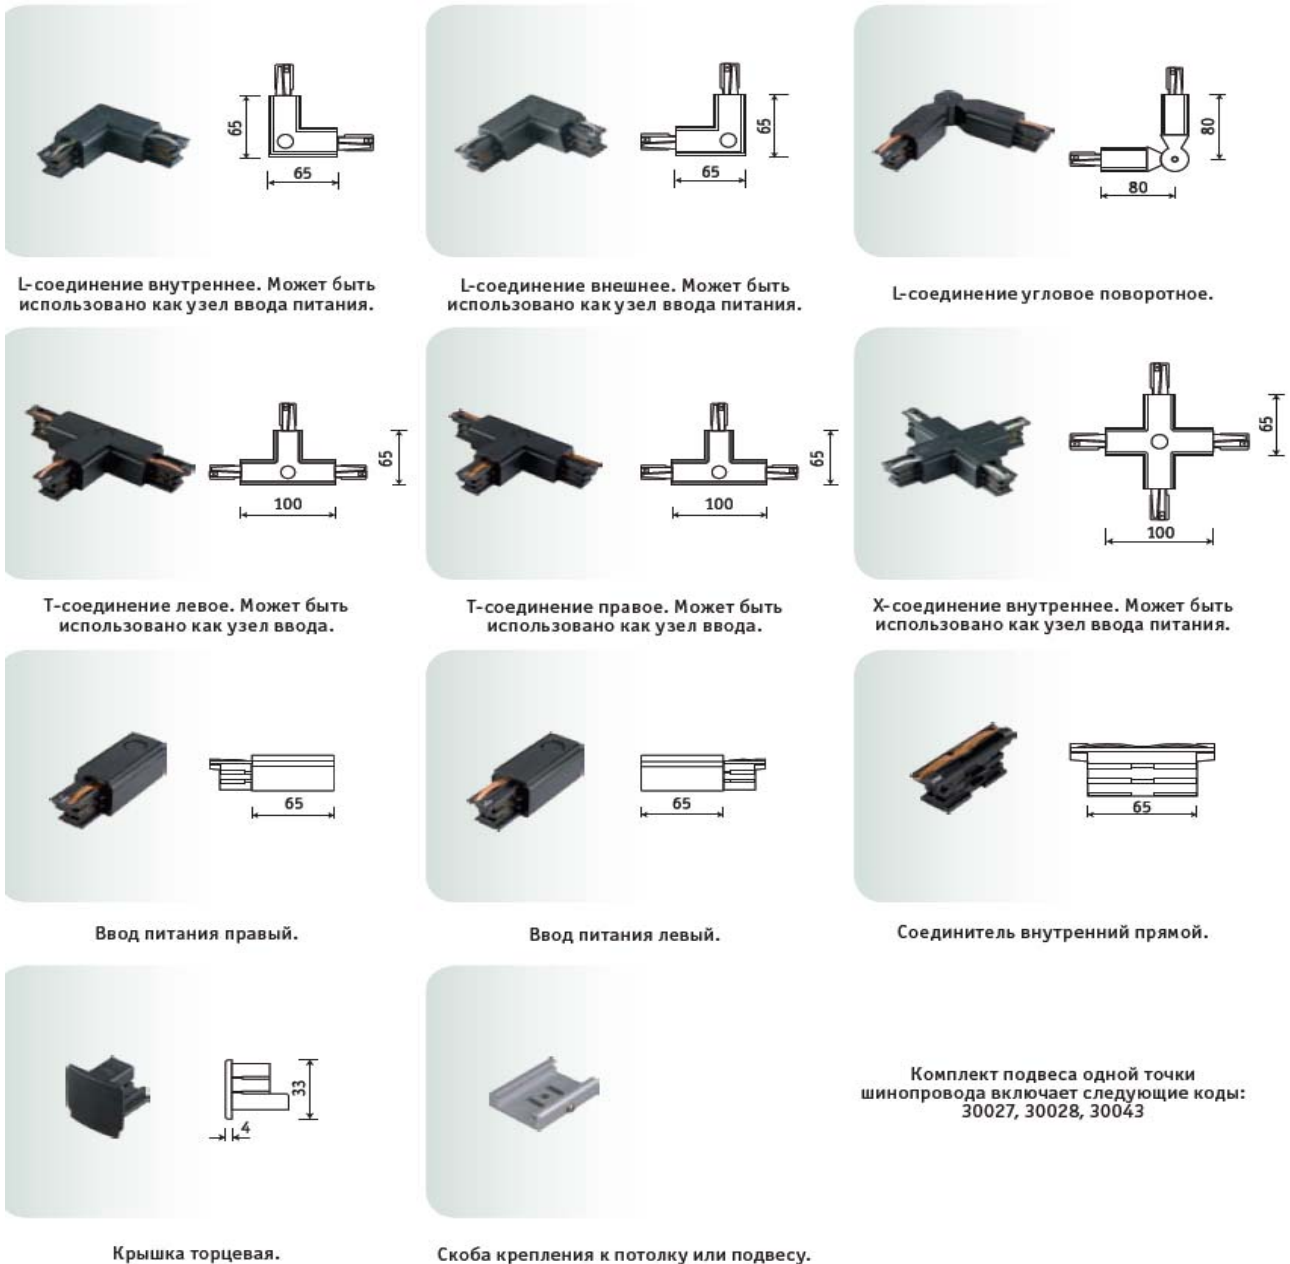 65
65
65
65
80
80
L-соединение внутреннее. Может быть
использовано как узел ввода питания.
L-соединение внешнее. Может быть
использовано как узел ввода питания.
L-соединение угловое поворотное.
65
100
65
100
65
100
Т-соединение левое. Может быть
использовано как узел ввода.
Т-соединение правое. Может быть
использовано как узел ввода.
X-соединение внутреннее. Может быть
использовано как узел ввода питания.
65
65
65
Ввод питания правый.
Ввод питания левый.
Соединитель внутренний прямой.
33
4
Комплект подвеса одной точки
шинопровода включает следующие коды:
30027, 30028, 30043
Крышка торцевая.
Скоба крепления к потолку или подвесу.